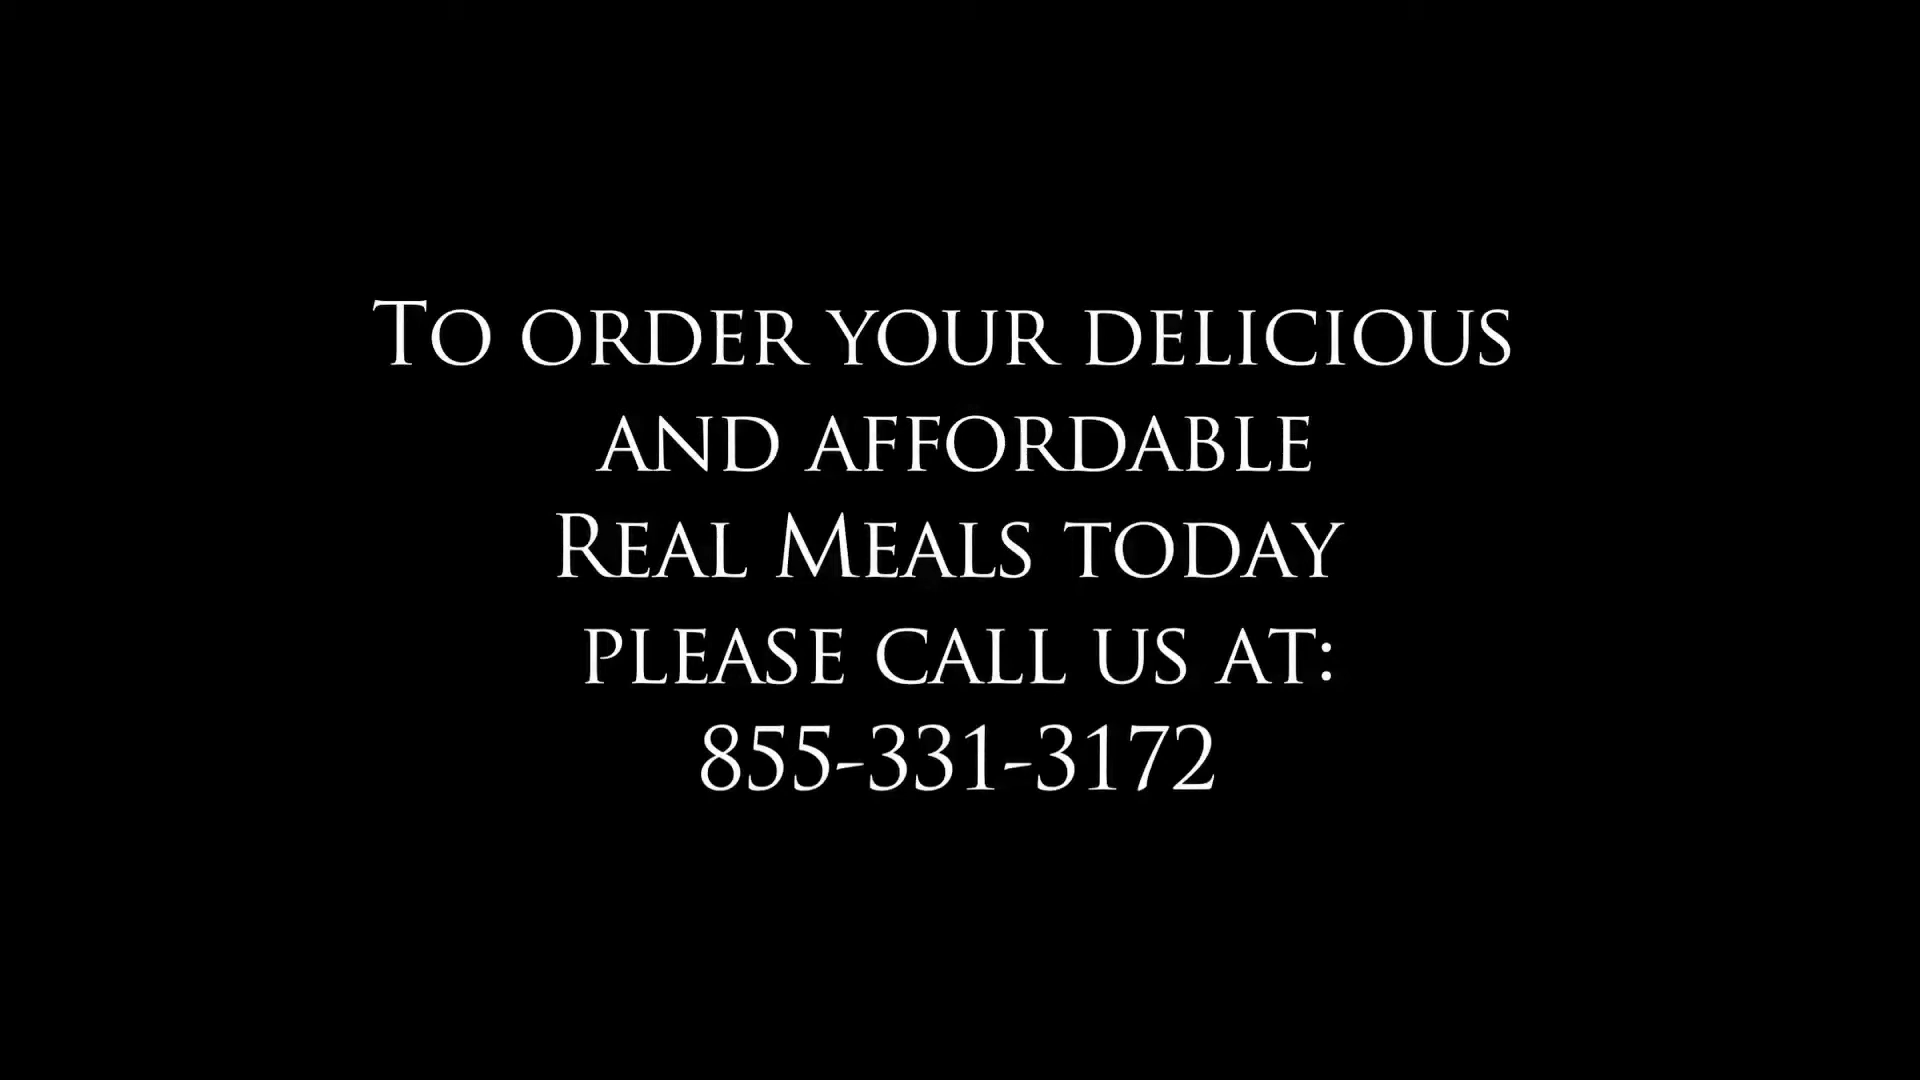 To order your delicious
and affordable
Real Meals today
please call us at:
855-331-3172